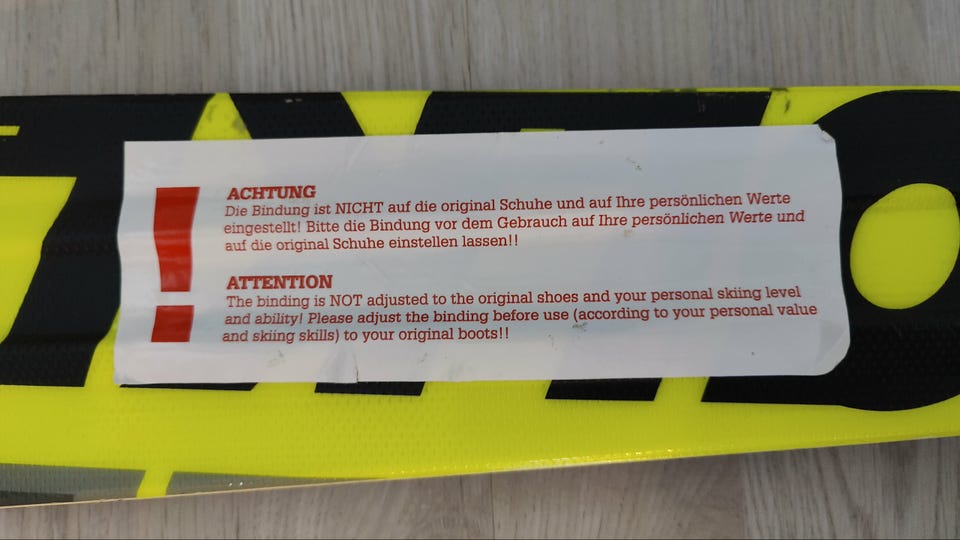 ACHTUNG
Die Bindung ist NICHT auf die original Schuhe und auf Ihre persönlichen Werte
eingestellt! Bitte die Bindung vor dem Gebrauch auf Ihre persönlichen Werte und
auf die original Schuhe einstellen lassen!!
ATTENTION
The binding is NOT adjusted to the original shoes and your personal skiing level
and ability! Please adjust the binding before use (according to your personal value
and skiing skills) to your original boots!!